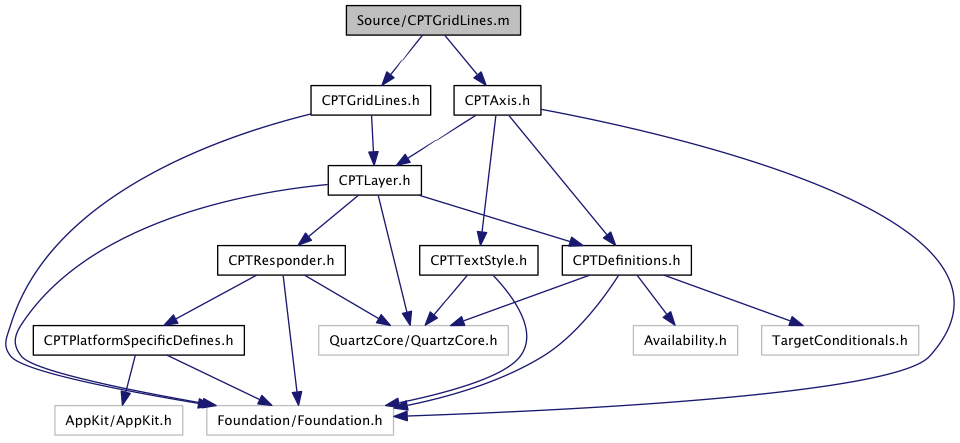 Source/CPTGridLines.m
CPTGridLines.h
CPTAxis.h
CPTLayer.h
CPTResponder.h
CPTTextStyle.h
CPTDefinitions.h
CPTPlatformSpecificDefines.h
QuartzCore/QuartzCore.h
Availability.h
TargetConditionals.h
AppKit/AppKit.h
Foundation/Foundation.h